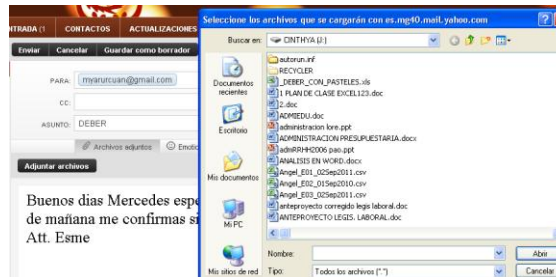 ITRADA (1 CONTACTOS ACTUALIZACIONES
Enviar Cancelar Guardar como borrador
PARA: myarurcuan@gmail.com
CC:
ASUNTO: DEBER
Archivos adjuntos
Adjuntar archivos
Buenos dias Mercedes espe
de mañana me confirmas si
Att. Esme
Seleccione los archivos que se cargarán con es.mg40.mail.yahoo.com
Buscar en: CINTHYA (J:)
Documentos recientes
Escritorio
Mis documentos
Mi PC
Mis sitios de red
autorun.inf
RECYCLER
_DEBER_CON_PASTELES.xls
1 PLAN DE CLASE EXCEL123.doc
2.doc
ADMIEDU.doc
administracion lore.ppt
ADMINISTRACION PRESUPUESTARIA.docx
admRRHH2006 pao.ppt
ANALISIS EN WORD.docx
Angel_E01_02Sep2011.csv
Angel_E02_01Sep2010.csv
Angel_E03_02Sep2011.csv
anteproyecto corregido legis laboral.doc
ANTEPROYECTO LEGIS. LABORAL.doc
Nombre: Abrir
Tipo: Todos los archivos (*.*) Cancelar